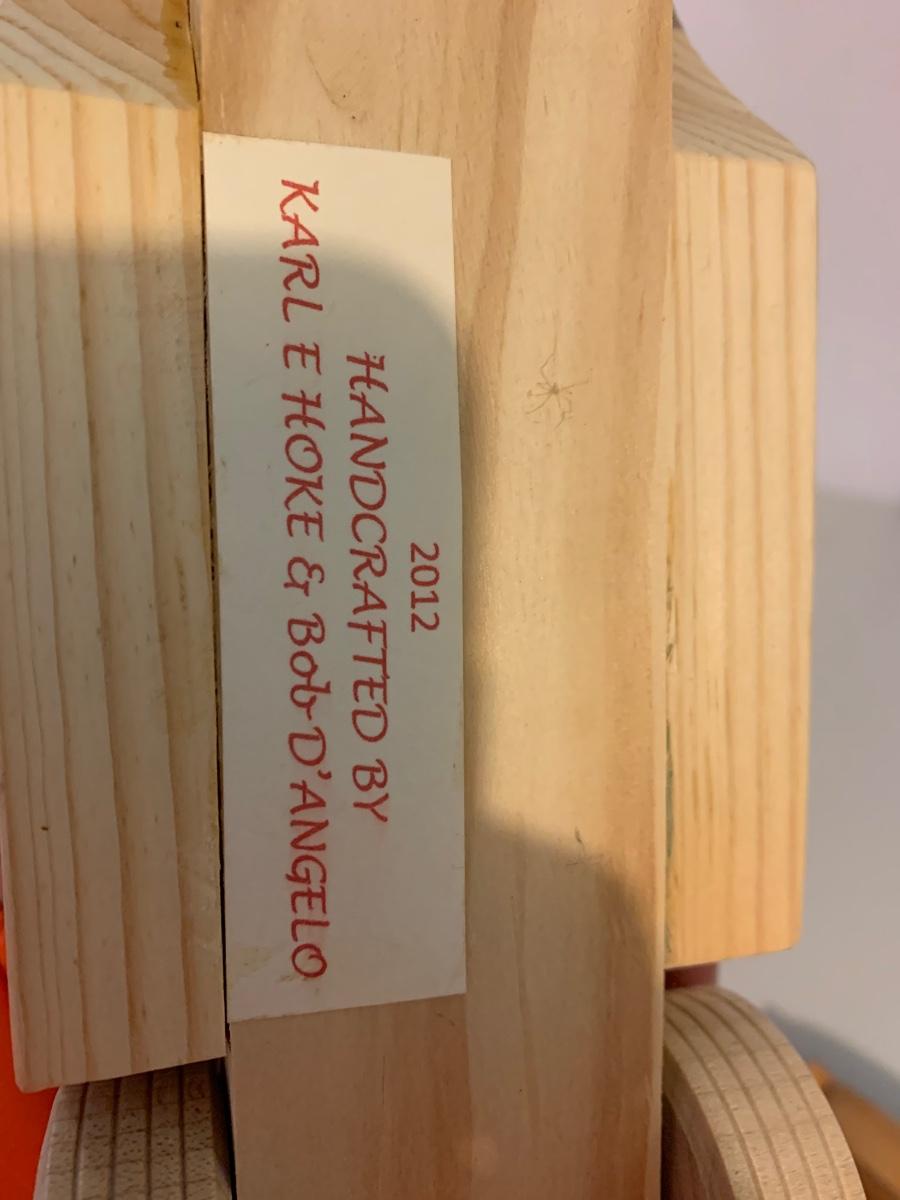 2012
HANDCRAFTED BY
KARL E HOKE & Bob D'ANGELO